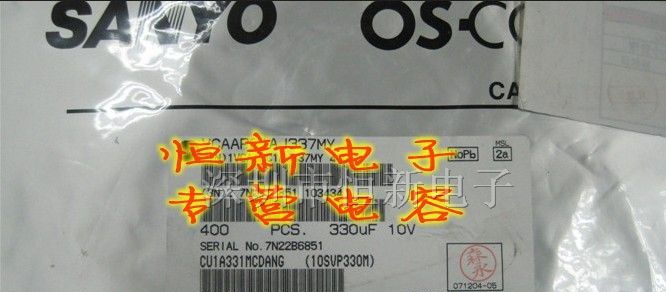 SANYO OS-CO
CA
恒新电子
专营电容
深圳市恒新电子
NoPb
MSL
2a
400 PCS. 330uF 10V
SERIAL No.7N22B6851
CU1A331MCDANG (10SVP330M)
071204-05